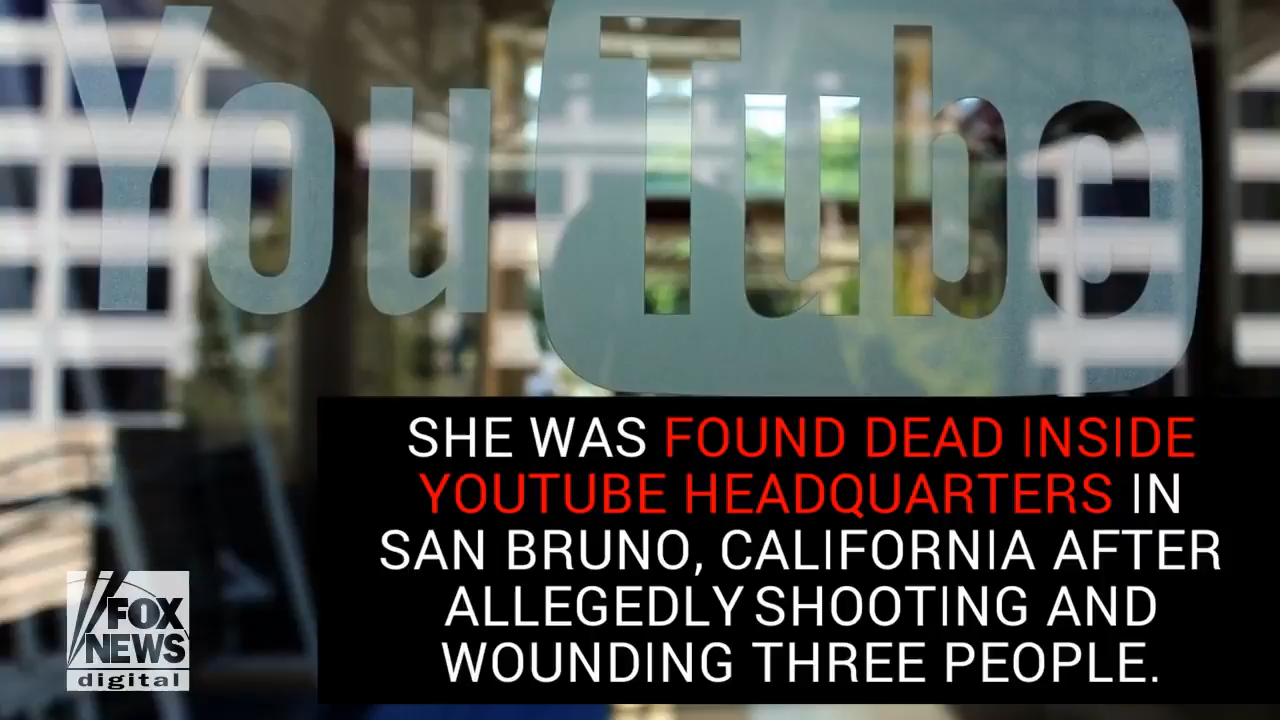 YouTube
SHE WAS FOUND DEAD INSIDE
YOUTUBE HEADQUARTERS IN
SAN BRUNO, CALIFORNIA AFTER
ALLEGEDLY SHOOTING AND
WOUNDING THREE PEOPLE.
FOX
NEWS
digital